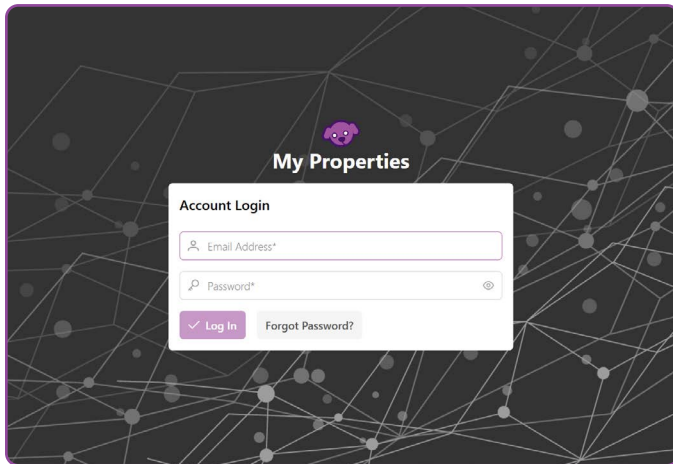 My Properties
Account Login
Email Address*
Password*
Log In
Forgot Password?